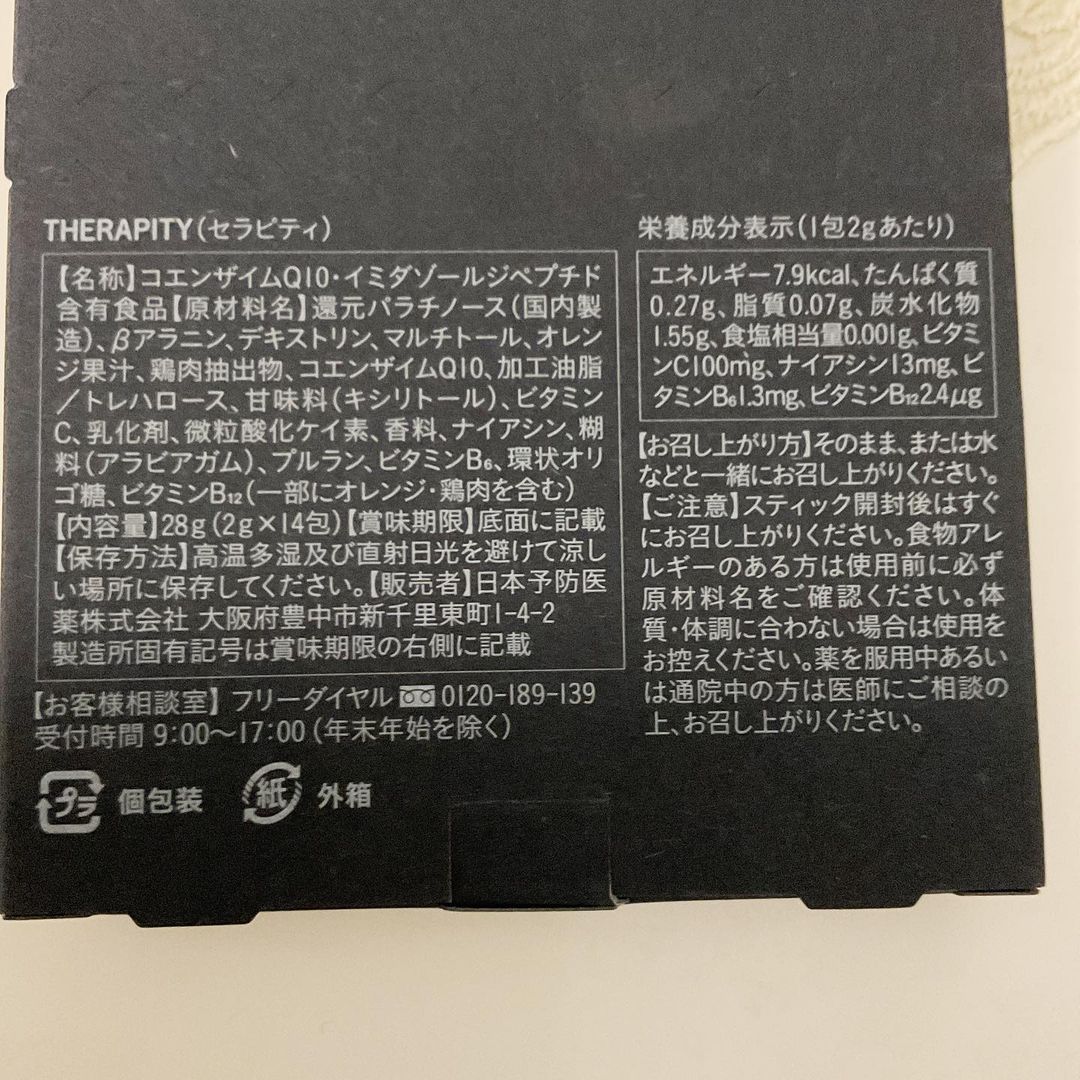 THERAPITY(セラピティ)
【名称】コエンザイムQ10・イミダゾールジペプチド
含有食品【原材料名】還元パラチノース(国内製
造)、βアラニン、デキストリン、マルチトール、オレン
ジ果汁、鶏肉抽出物、コエンザイムQ10、加工油脂
/トレハロース、甘味料(キシリトール)、ビタミン
C、乳化剤、微粒酸化ケイ素、香料、ナイアシン、糊
料(アラビアガム)、プルラン、ビタミンB₆、環状オリ
ゴ糖、ビタミンB₁₂(一部にオレンジ・鶏肉を含む)
【内容量】28g(2g×14包)【賞味期限】底面に記載
【保存方法】高温多湿及び直射日光を避けて涼し
い場所に保存してください。【販売者】日本予防医
薬株式会社 大阪府豊中市新千里東町1-4-2
製造所固有記号は賞味期限の右側に記載
【お客様相談室】フリーダイヤル 0120-189-139
受付時間 9:00〜17:00(年末年始を除く)
プラ 個包装 紙 外箱
栄養成分表示(1包2gあたり)
エネルギー7.9kcal、たんぱく質
0.27g、脂質0.07g、炭水化物
1.55g、食塩相当量0.001g、ビタミ
ンC100mg、ナイアシン13mg、ビ
タミンB₆1.3mg、ビタミンB₁₂2.4μg
【お召し上がり方】そのまま、または水
などと一緒にお召し上がりください。
【ご注意】スティック開封後はすぐ
にお召し上がりください。食物アレ
ルギーのある方は使用前に必ず
原材料名をご確認ください。体
質・体調に合わない場合は使用を
お控えください。薬を服用中あるい
は通院中の方は医師にご相談の
上、お召し上がりください。